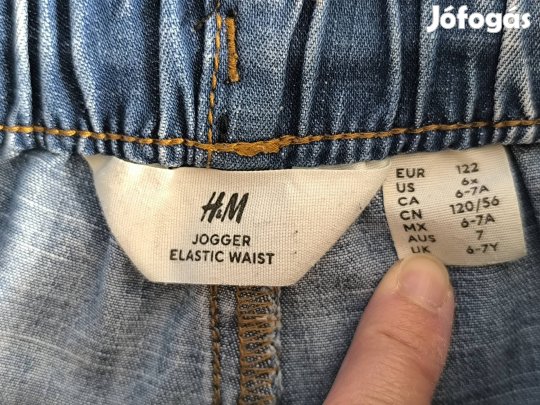 Jófogás
H&M
JOGGER
ELASTIC WAIST
EUR 122
US 6x
CA 6-7A
CN 120/56
MX 6-7A
AUS 7
UK 6-7Y